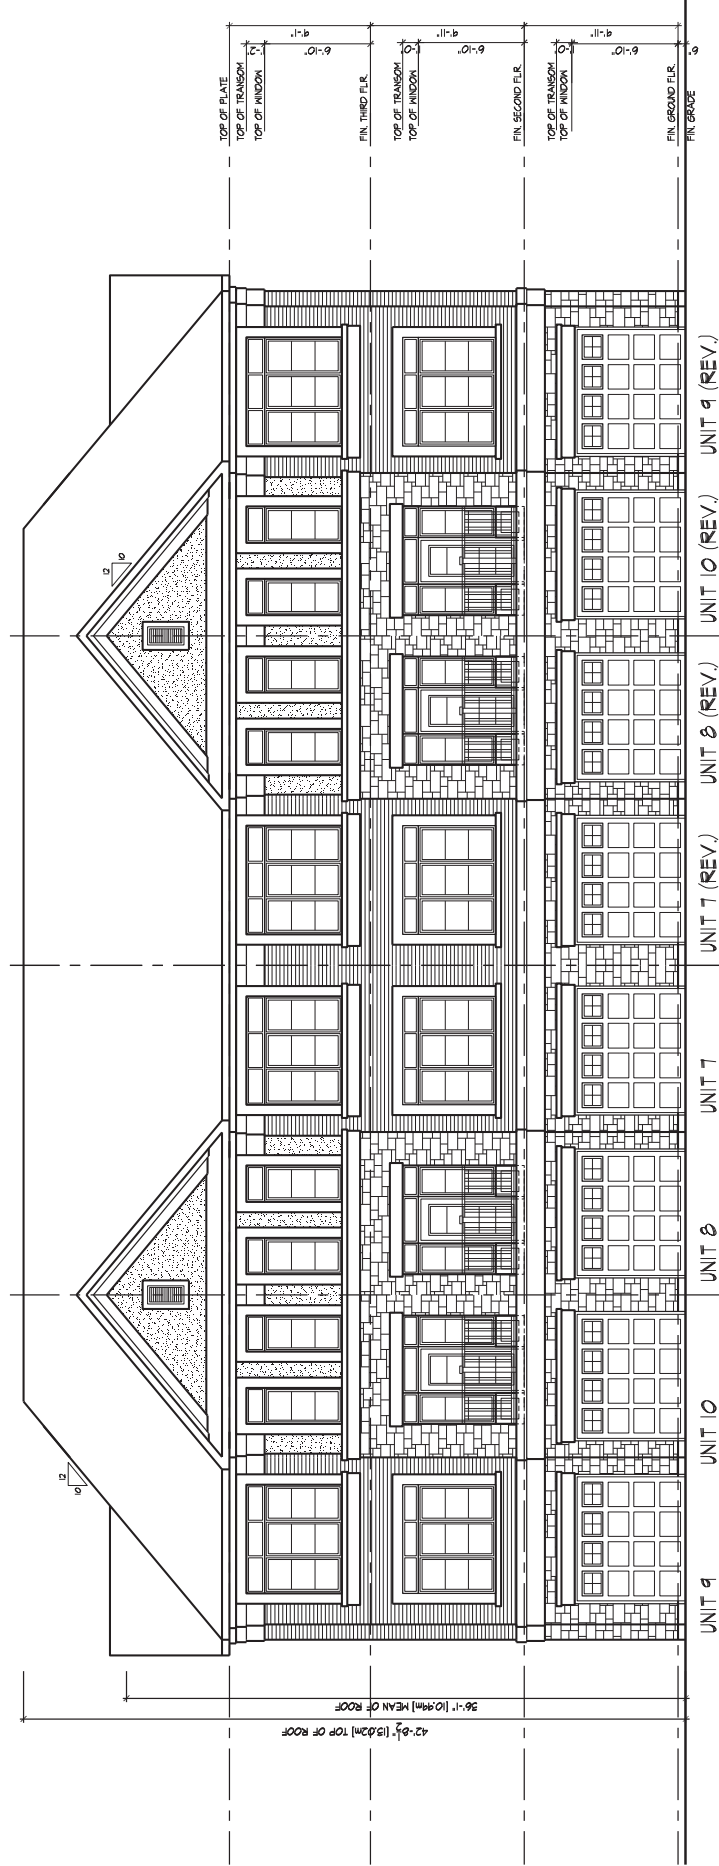 TOP OF PLATE
TOP OF TRANSOM
TOP OF WINDOW
FIN. THIRD FLR.
TOP OF TRANSOM
TOP OF WINDOW
FIN. SECOND FLR.
TOP OF TRANSOM
TOP OF WINDOW
FIN. GROUND FLR.
FIN. GRADE
9'-1"
1'-2"
6'-10"
9'-11"
1'-0"
6'-10"
9'-11"
1'-0"
6'-10"
6"
12
10
12
10
UNIT 9
UNIT 10
UNIT 8
UNIT 7
UNIT 7 (REV.)
UNIT 8 (REV.)
UNIT 10 (REV.)
UNIT 9 (REV.)
36'-1" [10.99m] MEAN OF ROOF
42'-8 1/2" [13.02m] TOP OF ROOF